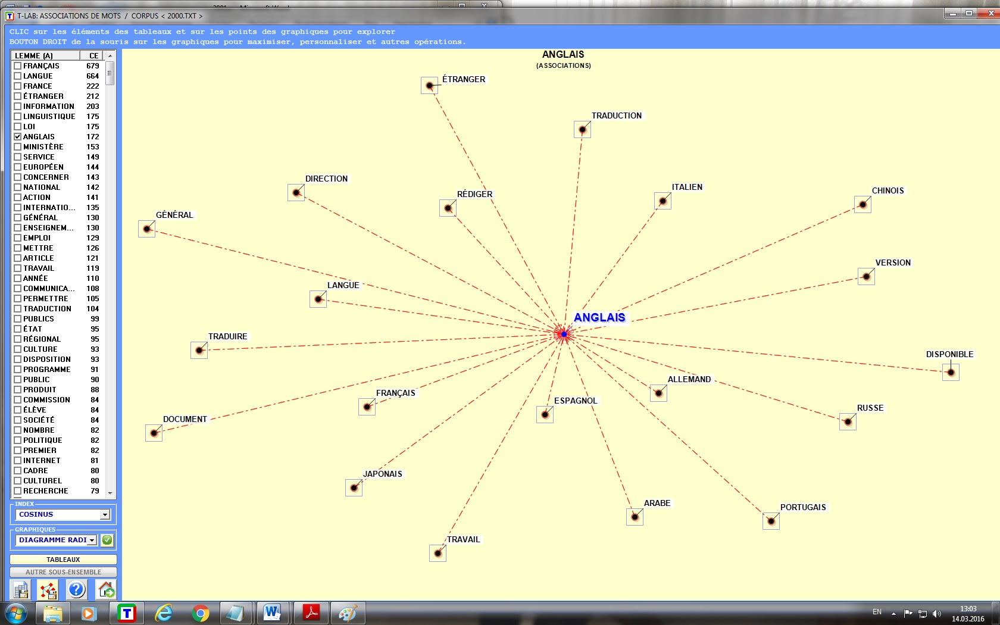 T-LAB: ASSOCIATIONS DE MOTS / CORPUS < 2000.TXT >
CLIC sur les éléments des tableaux et sur les points des graphiques pour explorer
BOUTON DROIT de la souris sur les graphiques pour maximiser, personnaliser et autres opérations.
LEMME (A) CE
FRANÇAIS 679
LANGUE 664
FRANCE 222
ÉTRANGER 212
INFORMATION 203
LINGUISTIQUE 175
LOI 175
ANGLAIS 172
MINISTÈRE 153
SERVICE 149
EUROPÉEN 144
CONCERNER 143
NATIONAL 142
ACTION 141
INTERNATIO... 135
GÉNÉRAL 130
ENSEIGNEM... 130
EMPLOI 129
METTRE 126
ARTICLE 121
TRAVAIL 119
ANNÉE 110
COMMUNICA... 108
PERMETTRE 105
TRADUCTION 104
PUBLICS 99
ÉTAT 95
RÉGIONAL 95
CULTURE 93
DISPOSITION 93
PROGRAMME 91
PUBLIC 90
PRODUIT 88
COMMISSION 84
ÉLÈVE 84
SOCIÉTÉ 84
NOMBRE 82
POLITIQUE 82
PREMIER 82
INTERNET 81
CADRE 80
CULTUREL 80
RECHERCHE 79
INDEX
COSINUS
GRAPHIQUES
DIAGRAMME RADI
TABLEAUX
AUTRE SOUS-ENSEMBLE
ANGLAIS
(ASSOCIATIONS)
ÉTRANGER
TRADUCTION
DIRECTION
ITALIEN
CHINOIS
RÉDIGER
GÉNÉRAL
VERSION
LANGUE
ANGLAIS
TRADUIRE
DISPONIBLE
ALLEMAND
FRANÇAIS
ESPAGNOL
RUSSE
DOCUMENT
JAPONAIS
ARABE
PORTUGAIS
TRAVAIL
EN
13:03
14.03.2016